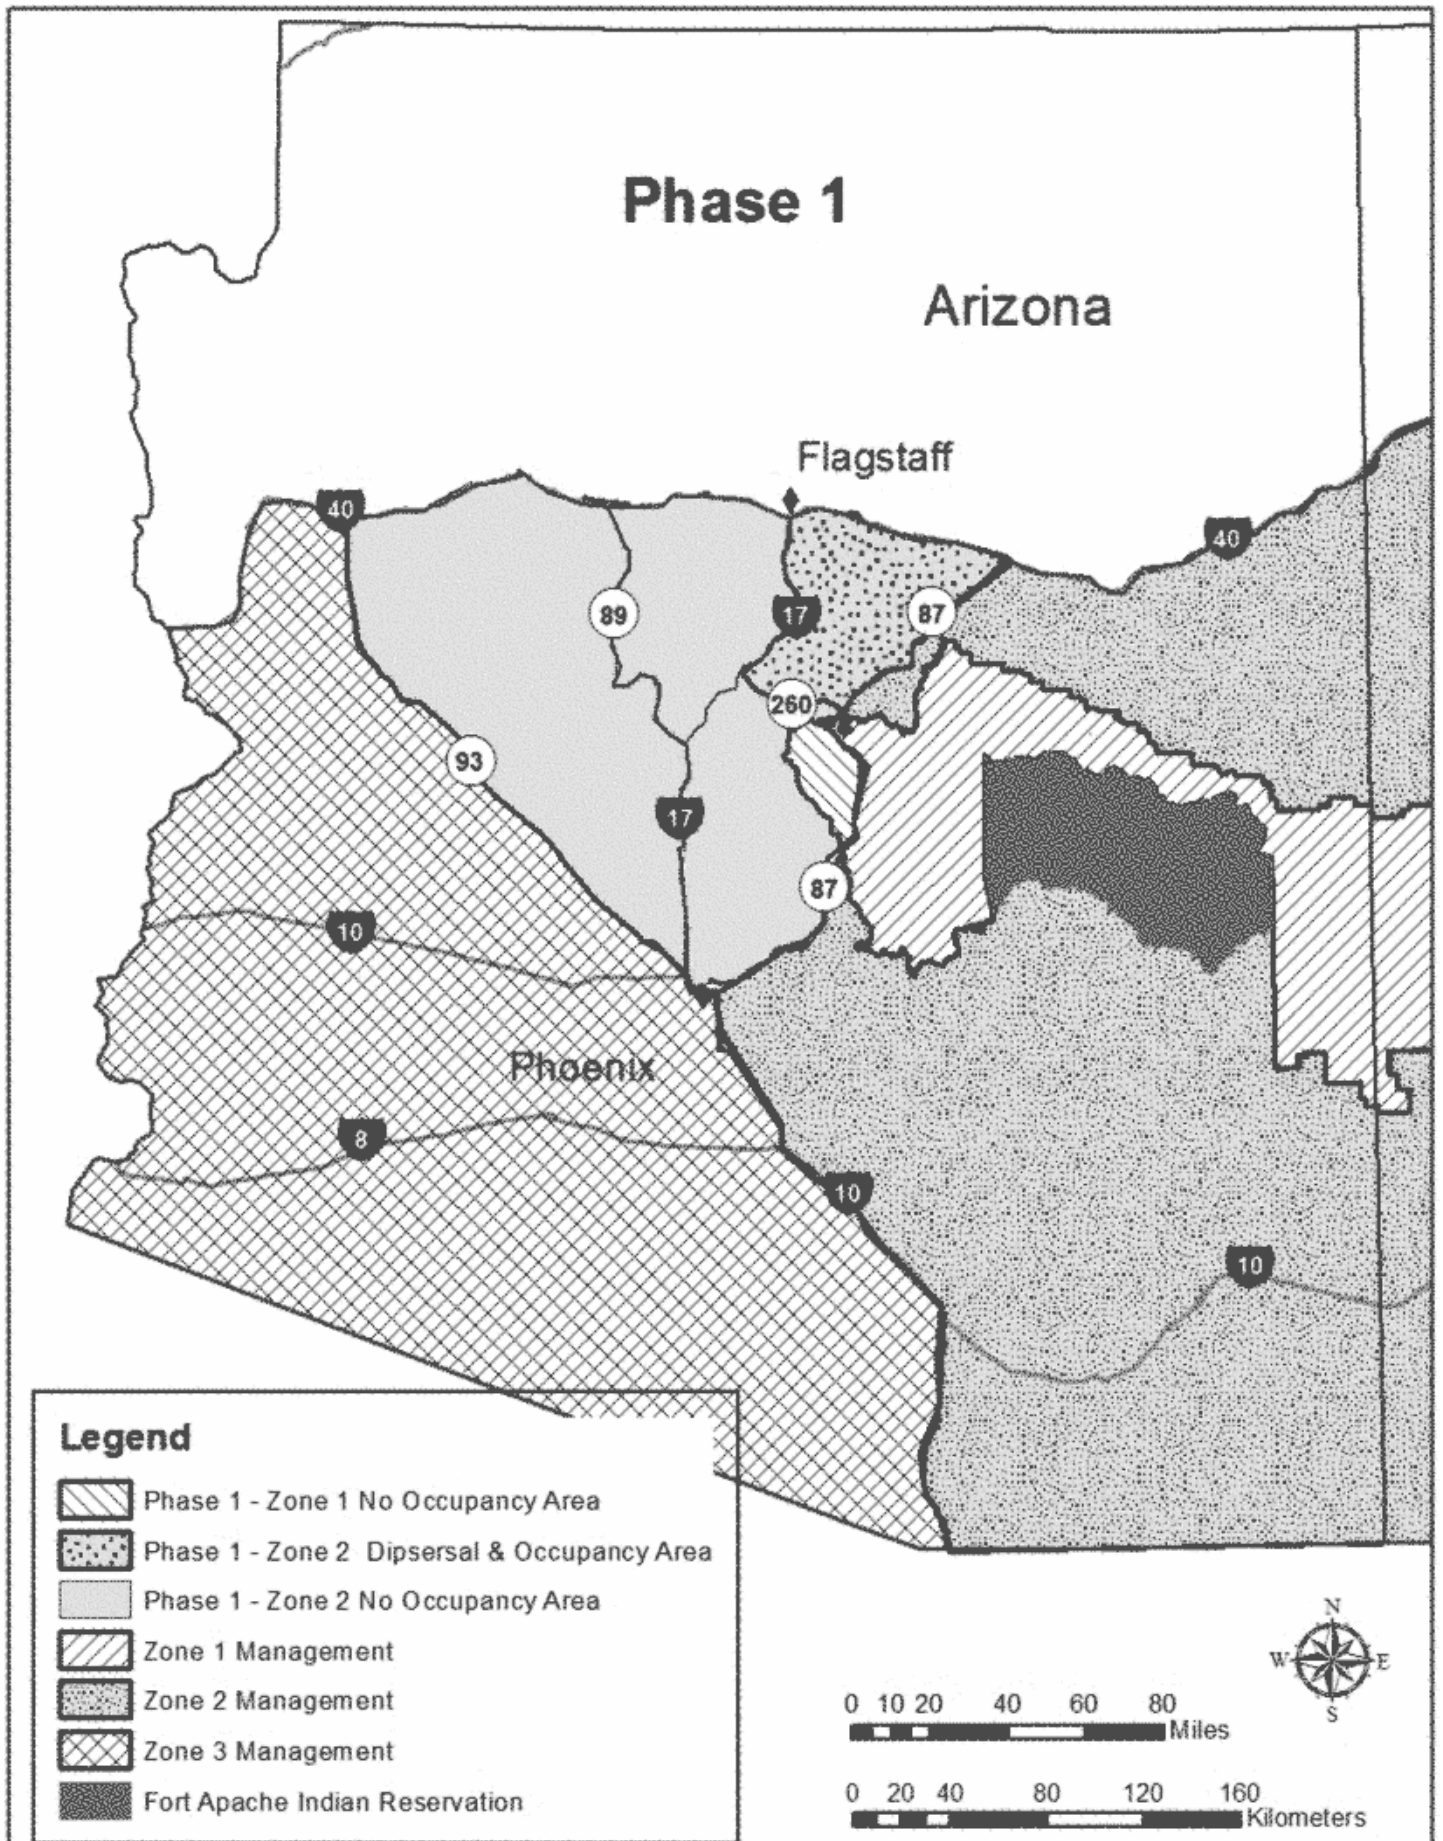 Phase 1
Arizona
Flagstaff
40
40
89
17
87
260
93
17
87
10
Phoenix
8
10
10
Legend
Phase 1 - Zone 1 No Occupancy Area
Phase 1 - Zone 2 Dipsersal & Occupancy Area
Phase 1 - Zone 2 No Occupancy Area
Zone 1 Management
Zone 2 Management
Zone 3 Management
Fort Apache Indian Reservation
N
W E
S
0 10 20 40 60 80
Miles
0 20 40 80 120 160
Kilometers